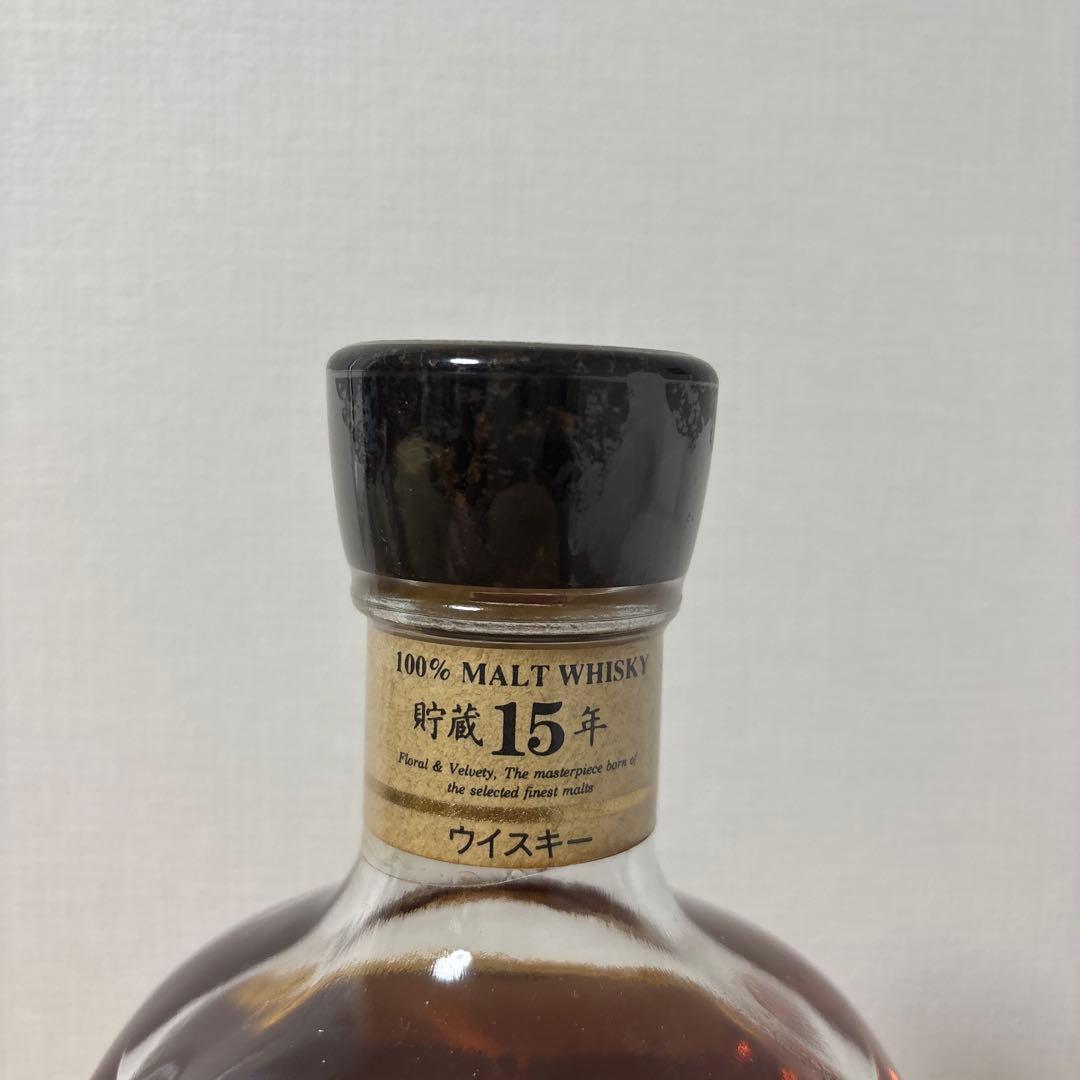 100% MALT WHISKY
貯蔵15年
Floral & Velvety, The masterpiece born of
the selected finest malts
ウイスキー